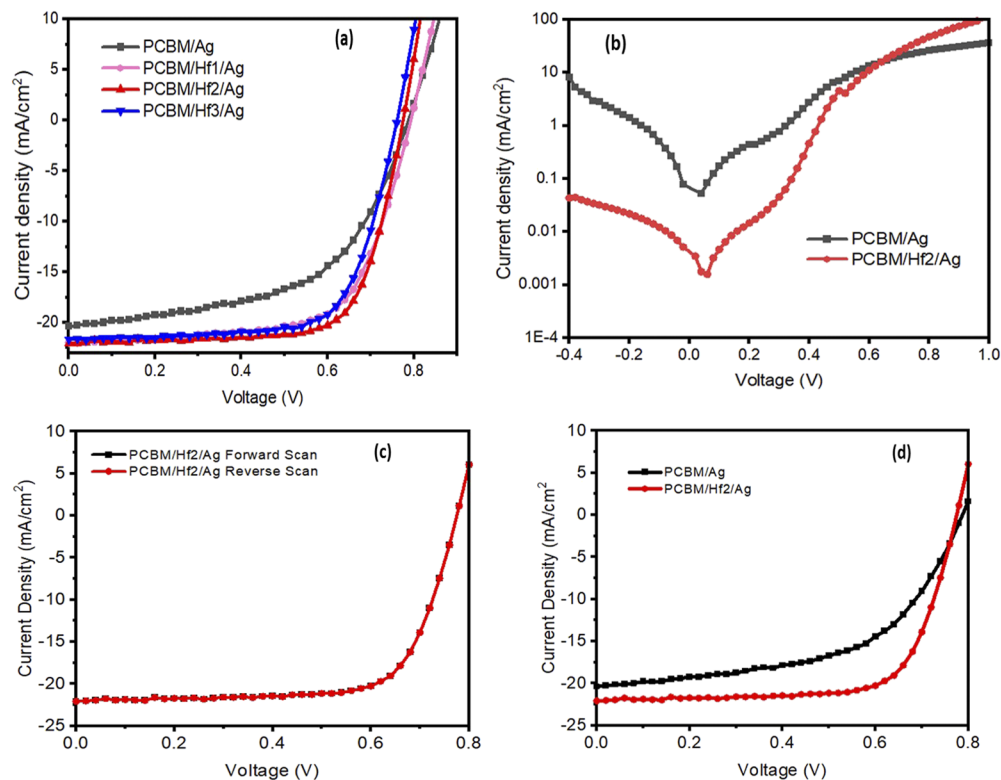 (a)
PCBM/Ag
PCBM/Hf1/Ag
PCBM/Hf2/Ag
PCBM/Hf3/Ag
10
5
0
-5
-10
-15
-20
Current density (mA/cm²)
0.0 0.2 0.4 0.6 0.8
Voltage (V)
(b)
100
10
1
0.1
0.01
0.001
1E-4
Current density (mA/cm²)
PCBM/Ag
PCBM/Hf2/Ag
-0.4 -0.2 0.0 0.2 0.4 0.6 0.8 1.0
Voltage (V)
(c)
PCBM/Hf2/Ag Forward Scan
PCBM/Hf2/Ag Reverse Scan
10
5
0
-5
-10
-15
-20
-25
Current Density (mA/cm²
0.0 0.2 0.4 0.6 0.8
Voltage (V)
(d)
PCBM/Ag
PCBM/Hf2/Ag
10
5
0
-5
-10
-15
-20
-25
Current Density (mA/cm²
0.0 0.2 0.4 0.6 0.8
Voltage (V)